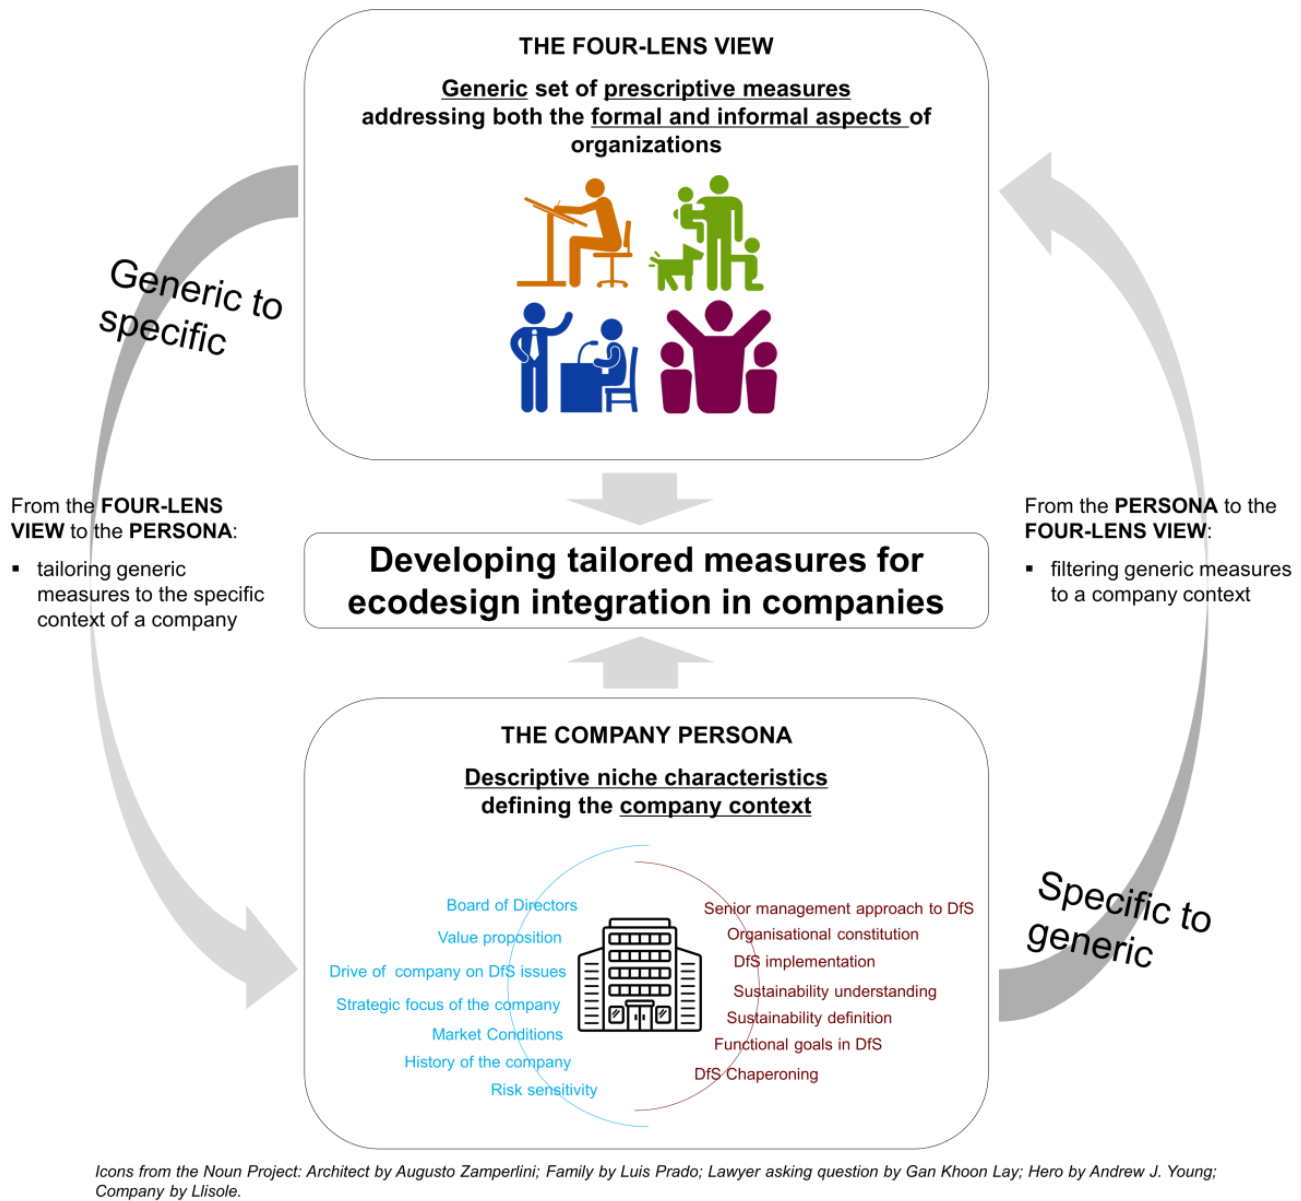 THE FOUR-LENS VIEW
Generic set of prescriptive measures
addressing both the formal and informal aspects of
organizations
Generic to
specific
From the FOUR-LENS
VIEW to the PERSONA:
▪ tailoring generic
measures to the specific
context of a company
Developing tailored measures for
ecodesign integration in companies
From the PERSONA to the
FOUR-LENS VIEW:
▪ filtering generic measures
to a company context
THE COMPANY PERSONA
Descriptive niche characteristics
defining the company context
Board of Directors
Value proposition
Drive of company on DfS issues
Strategic focus of the company
Market Conditions
History of the company
Risk sensitivity
Senior management approach to DfS
Organisational constitution
DfS implementation
Sustainability understanding
Sustainability definition
Functional goals in DfS
DfS Chaperoning
Specific to
generic
Icons from the Noun Project: Architect by Augusto Zamperlini; Family by Luis Prado; Lawyer asking question by Gan Khoon Lay; Hero by Andrew J. Young;
Company by Llisole.